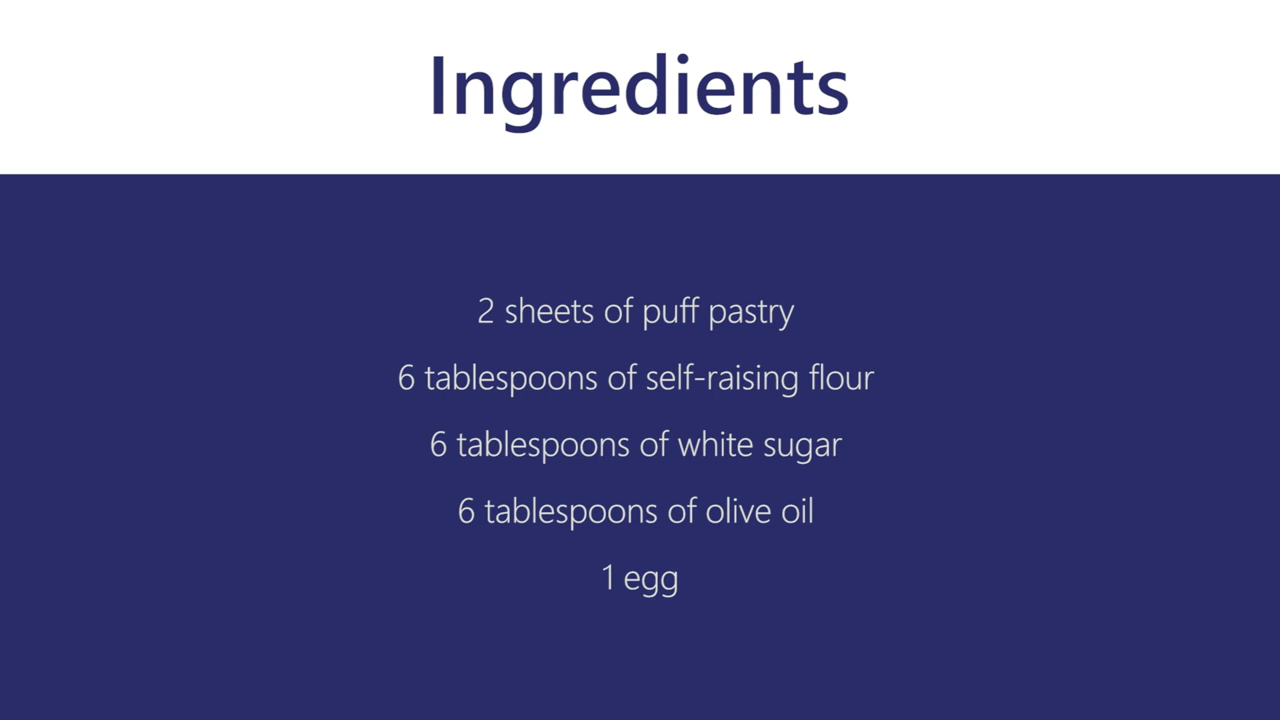 Ingredients
2 sheets of puff pastry
6 tablespoons of self-raising flour
6 tablespoons of white sugar
6 tablespoons of olive oil
1 egg